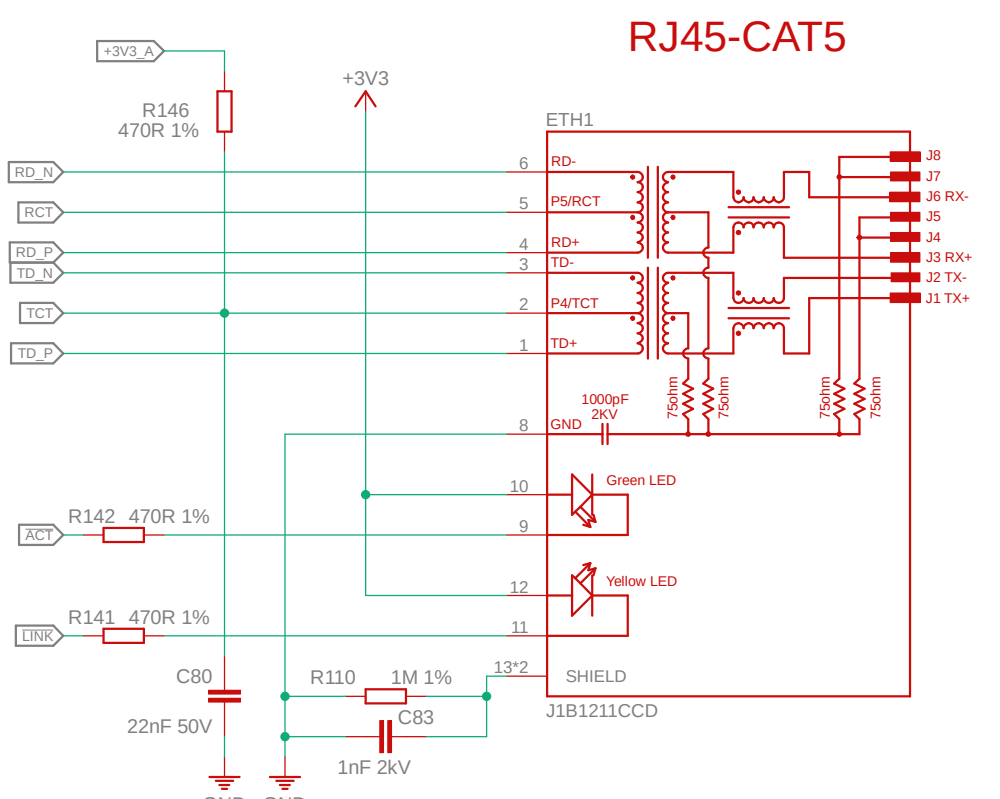 RJ45-CAT5
+3V3_A
+3V3
R146
470R 1%
ETH1
RD_N
6
RD-
J8
J7
RCT
5
P5/RCT
J6 RX-
J5
RD_P
4
RD+
J4
TD_N
3
TD-
J3 RX+
J2 TX-
TCT
2
P4/TCT
J1 TX+
TD_P
1
TD+
75ohm
75ohm
75ohm
75ohm
1000pF
2KV
8
GND
10
Green LED
R142 470R 1%
ACT
9
12
Yellow LED
R141 470R 1%
LINK
11
13*2
SHIELD
C80
R110 1M 1%
C83
J1B1211CCD
22nF 50V
1nF 2kV
GND GND